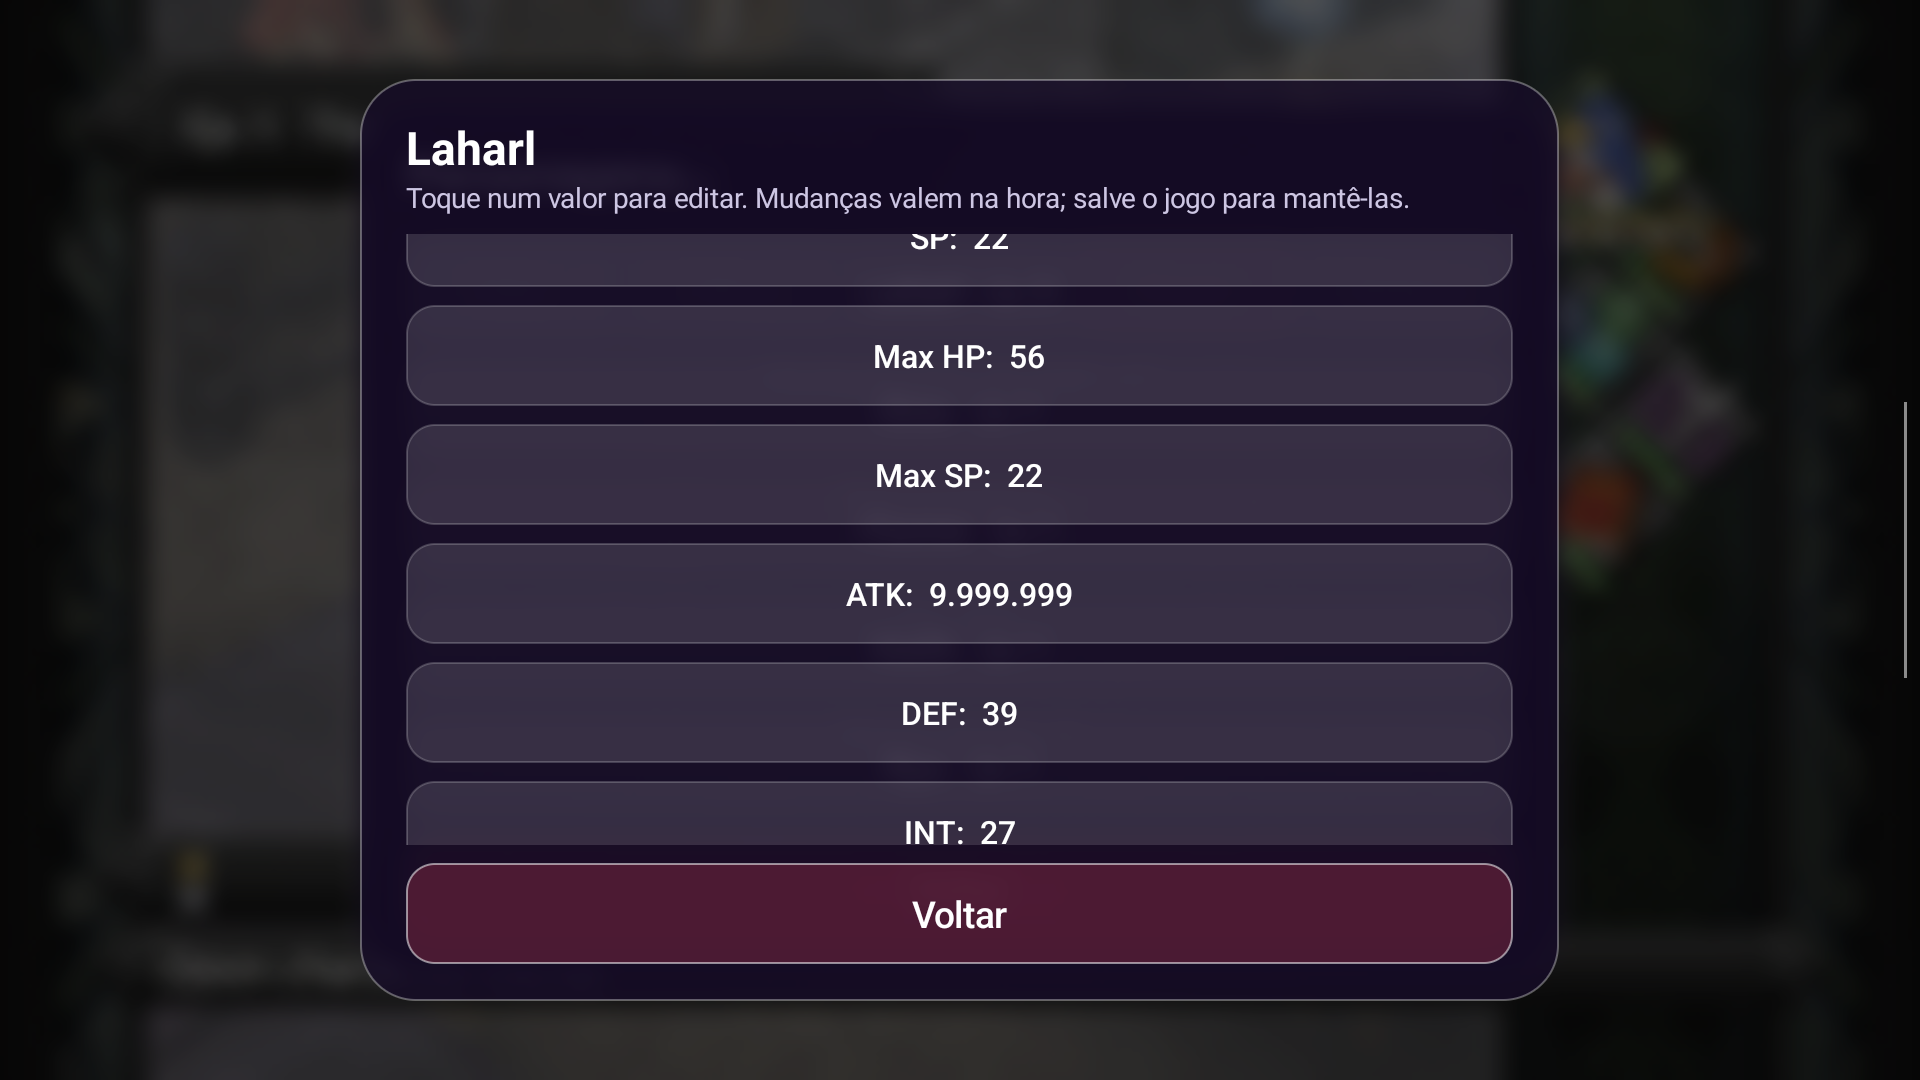 Laharl
Toque num valor para editar. Mudanças valem na hora; salve o jogo para mantê-las.
SP: 22
Max HP: 56
Max SP: 22
ATK: 9.999.999
DEF: 39
INT: 27
Voltar